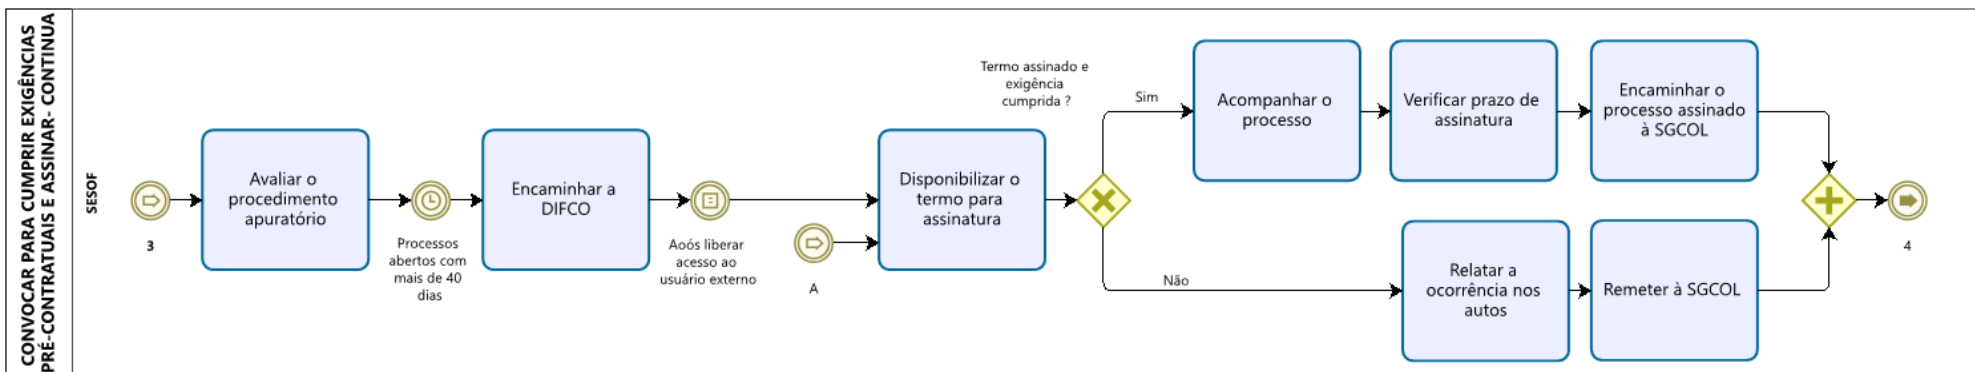 CONVOCAR PARA CUMPRIR EXIGÊNCIAS
PRÉ-CONTRATUAIS E ASSINAR- CONTINUA
SESOF
3
Avaliar o
procedimento
apuratório
Processos
abertos com
mais de 40
dias
Encaminhar a
DIFCO
Aoós liberar
acesso ao
usuário externo
A
Disponibilizar o
termo para
assinatura
Termo assinado e
exigência
cumprida ?
Sim
Acompanhar o
processo
Verificar prazo de
assinatura
Encaminhar o
processo assinado
à SGCOL
Não
Relatar a
ocorrência nos
autos
Remeter à SGCOL
4